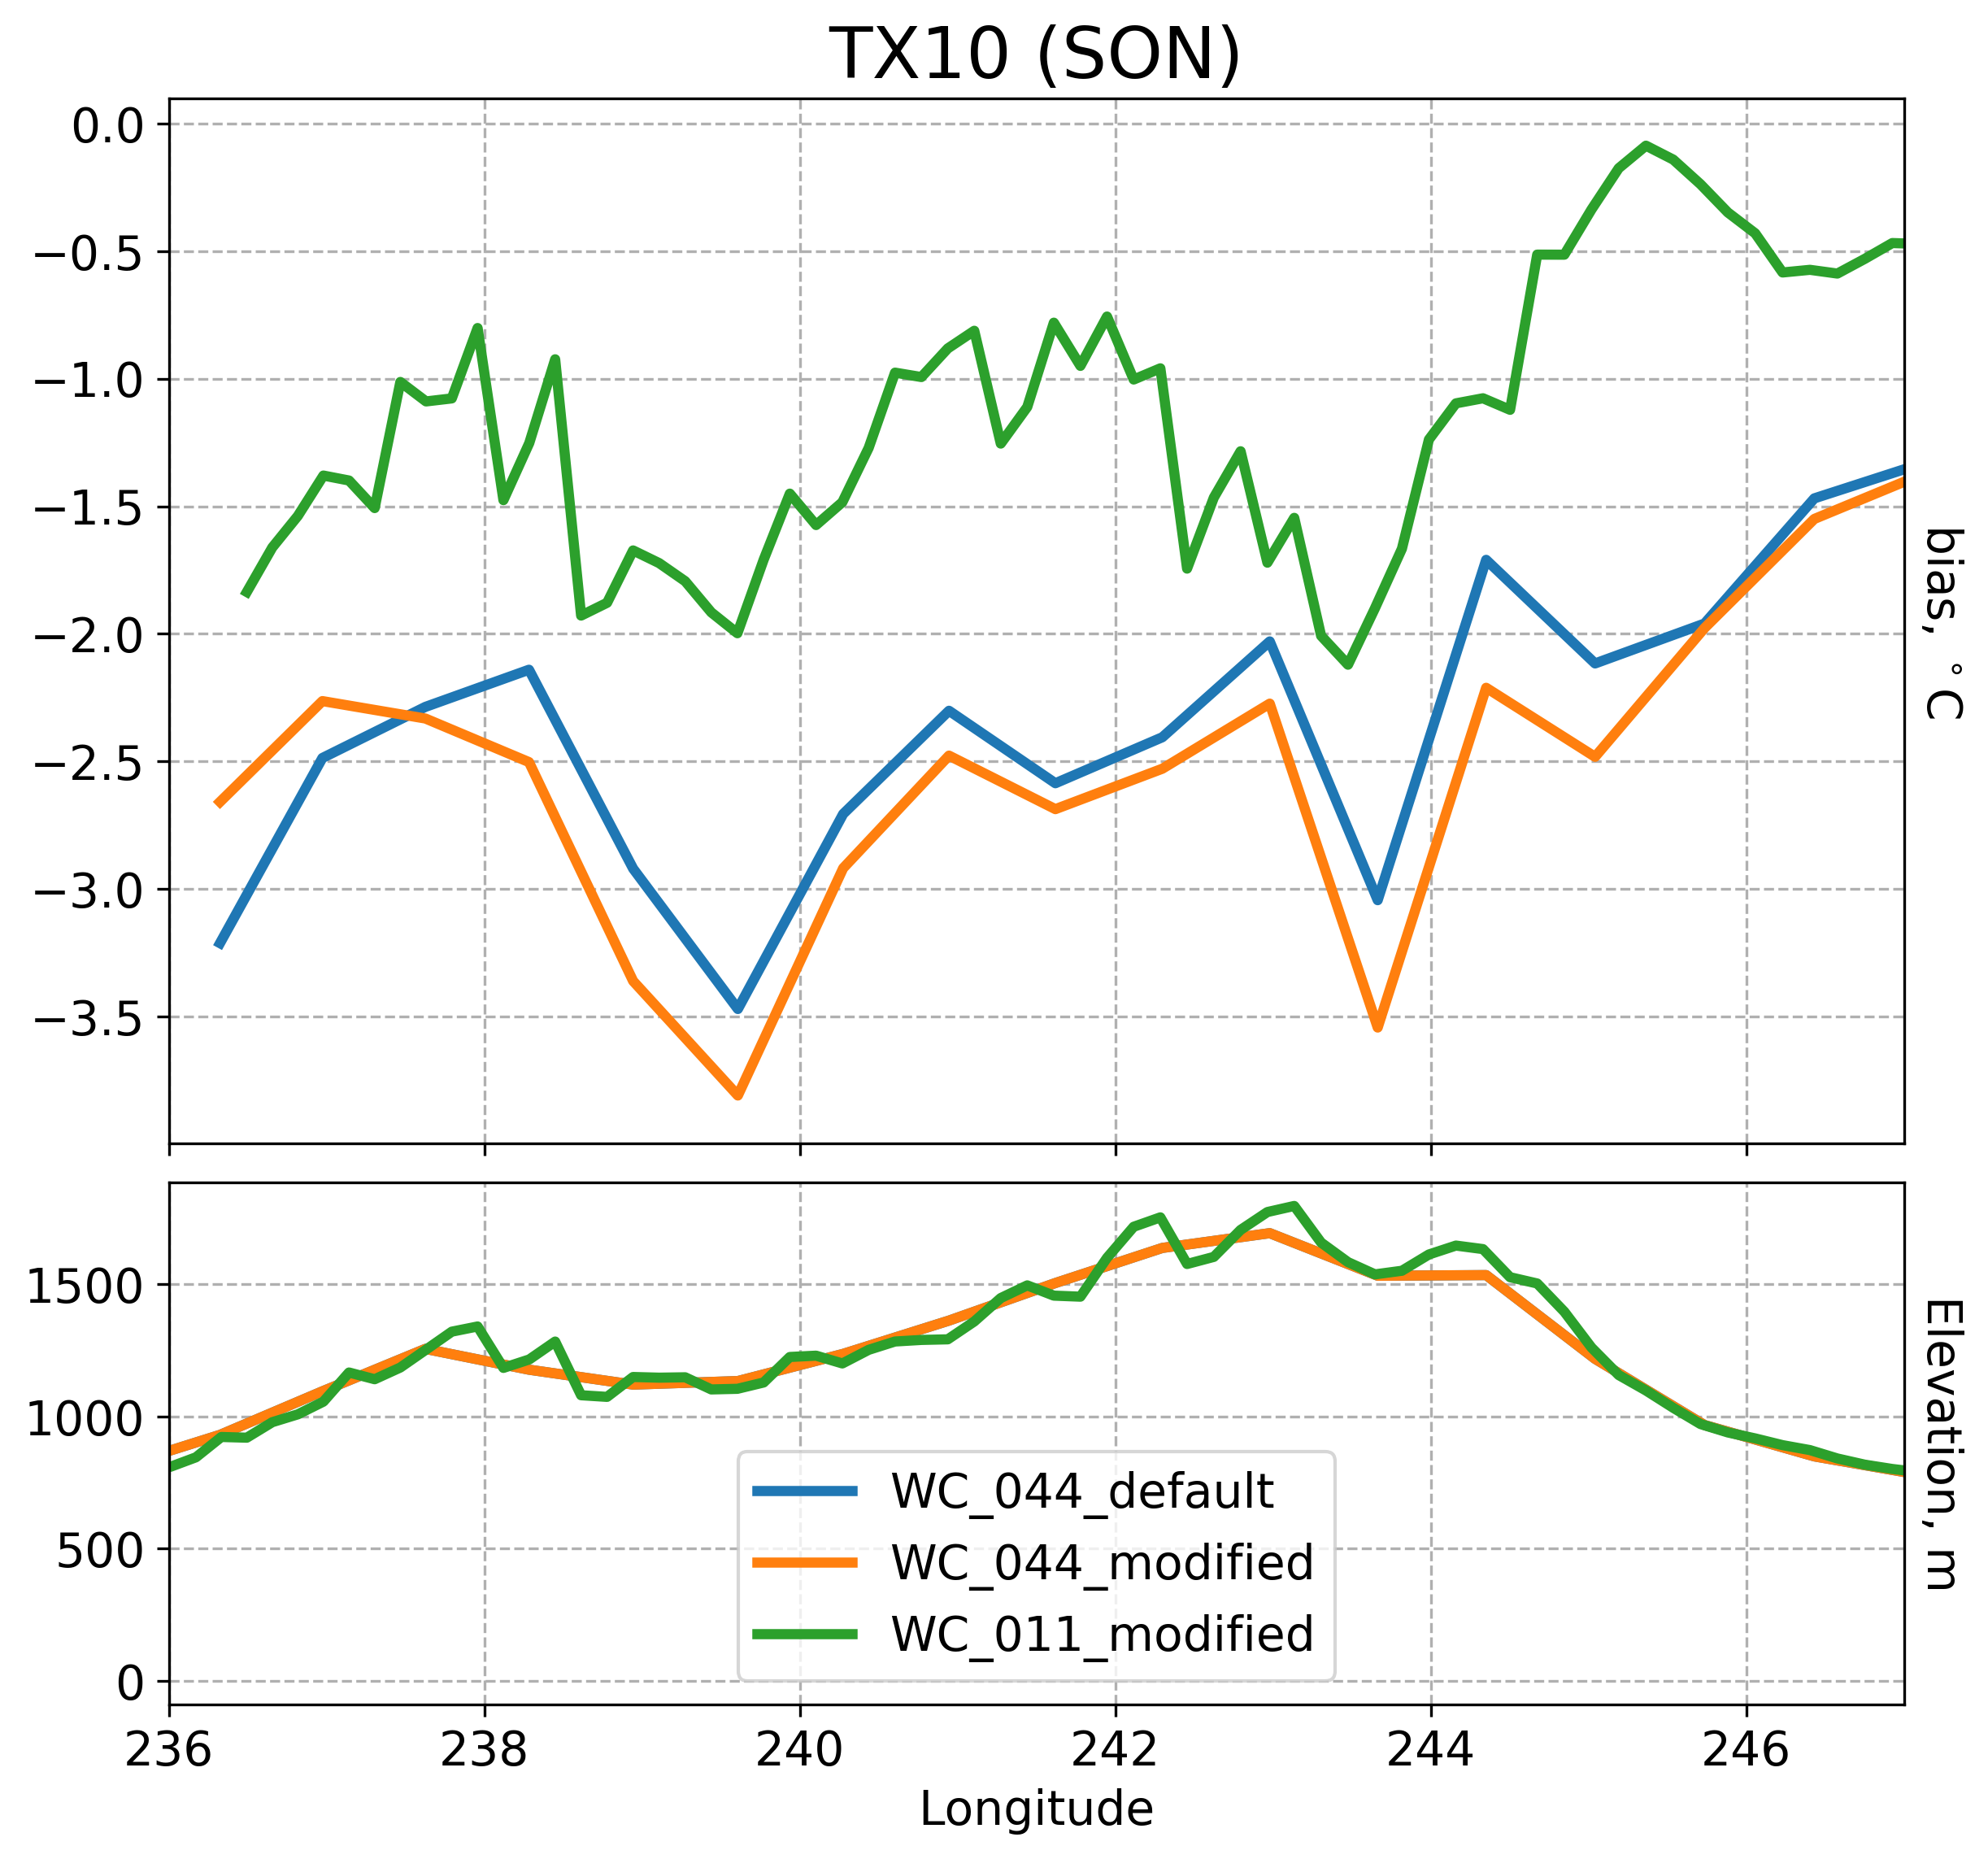 TX10 (SON)
0.0
−0.5
−1.0
−1.5
−2.0
−2.5
−3.0
−3.5
bias, °C
1500
1000
500
0
Elevation, m
WC_044_default
WC_044_modified
WC_011_modified
236 238 240 242 244 246
Longitude